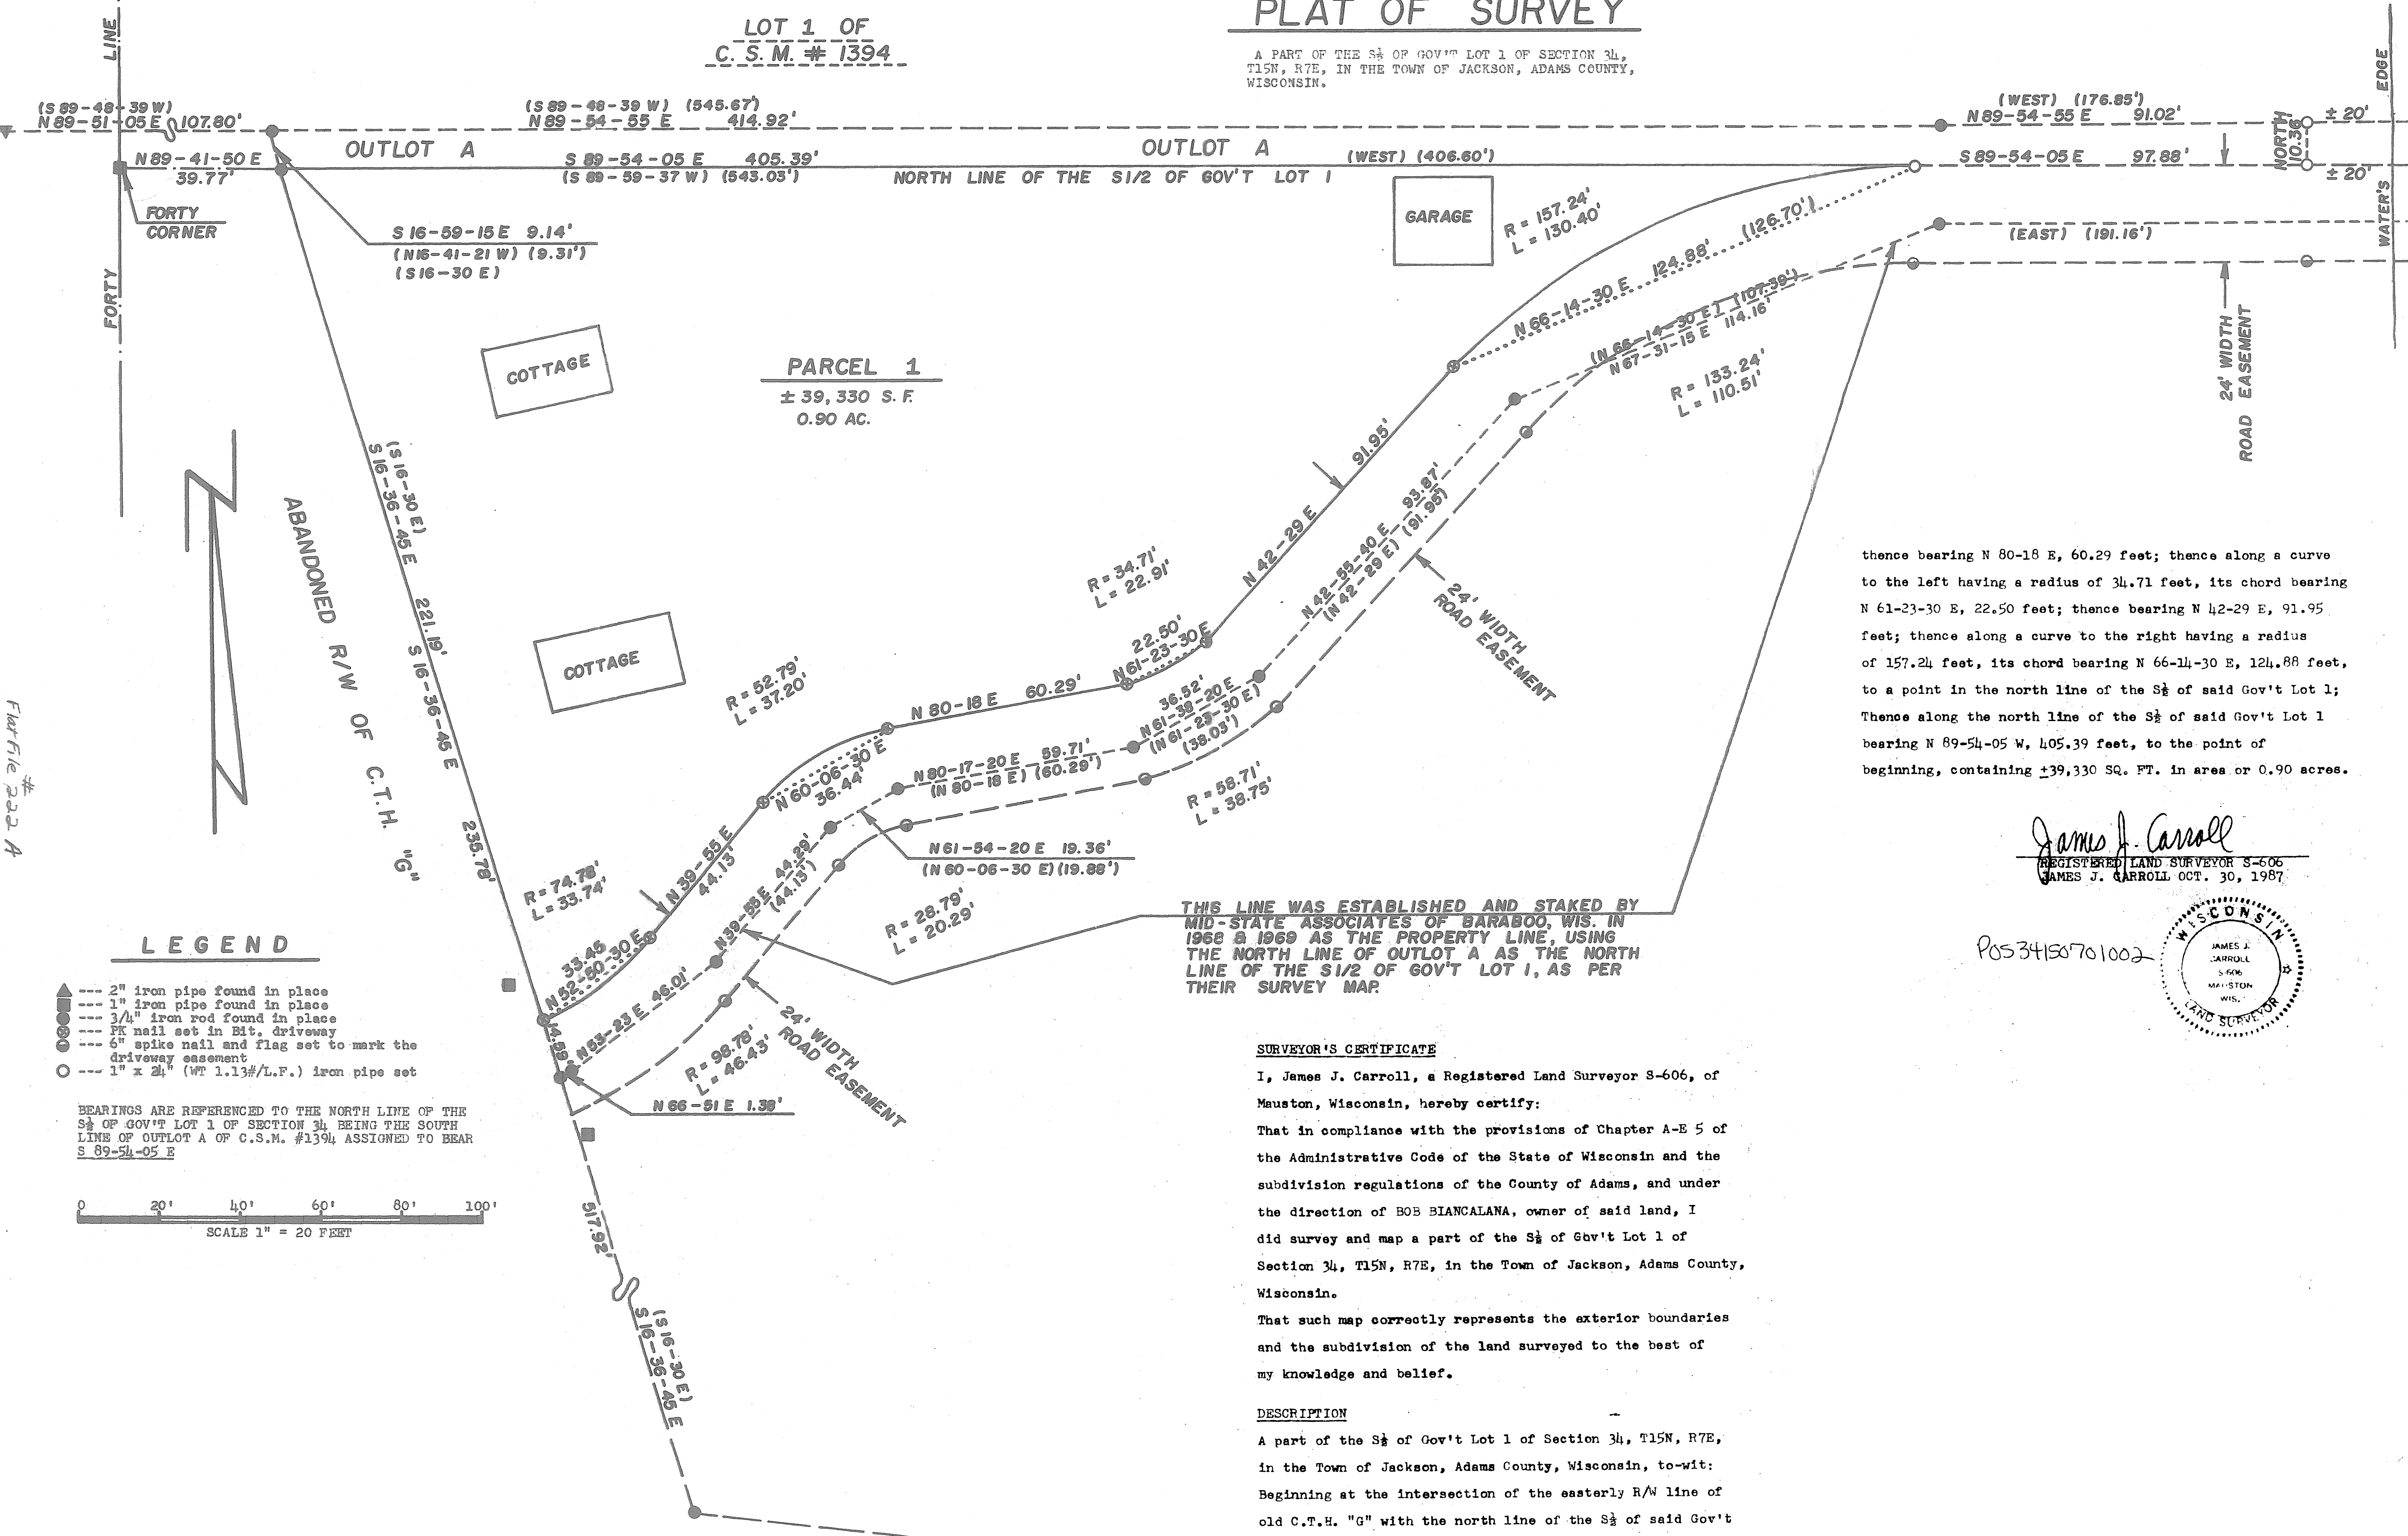 PLAT OF SURVEY
A PART OF THE S½ OF GOV'T LOT 1 OF SECTION 34,
T15N, R7E, IN THE TOWN OF JACKSON, ADAMS COUNTY,
WISCONSIN.
LOT 1 OF
C. S. M. # 1394
LINE
FORTY
(S 89-48-39 W)
N 89-51-05 E 107.80'
(S 89-48-39 W) (545.67')
N 89-54-55 E 414.92'
(WEST) (176.85')
N 89-54-55 E 91.02'
NORTH
10.36'
± 20'
± 20'
EDGE
WATER'S
OUTLOT A
OUTLOT A
N 89-41-50 E
39.77'
S 89-54-05 E 405.39'
(S 89-59-37 W) (543.03')
(WEST) (406.60')
NORTH LINE OF THE S1/2 OF GOV'T LOT 1
S 89-54-05 E 97.88'
FORTY
CORNER
S 16-59-15 E 9.14'
(N16-41-21 W) (9.31')
(S 16-30 E)
GARAGE
R = 157.24'
L = 130.40'
N 66-14-30 E 124.88' (126.70')
(EAST) (191.16')
(N 66-14-30 E) (107.39')
N 67-31-15 E 114.16'
R = 133.24'
L = 110.51'
24' WIDTH
ROAD EASEMENT
COTTAGE
PARCEL 1
± 39,330 S. F.
0.90 AC.
(S 16-30 E)
S 16-36-45 E 221.19'
S 16-36-45 E 235.78'
ABANDONED R/W OF C.T.H. "G"
N 42-29 E 91.95'
N 42-55-40 E 93.87'
(N 42-29 E) (91.95')
24' WIDTH
ROAD EASEMENT
R = 34.71'
L = 22.91'
22.50'
N 61-23-30 E
36.52'
N 61-38-20 E
(N 61-23-30 E)
(38.03')
COTTAGE
R = 52.79'
L = 37.20'
N 80-18 E 60.29'
N 60-06-30 E
36.44'
N 80-17-20 E 59.71'
(N 80-18 E) (60.29')
R = 58.71'
L = 38.75'
N 61-54-20 E 19.36'
(N 60-06-30 E) (19.88')
R = 28.79'
L = 20.29'
R = 74.78'
L = 33.74'
N 39-55 E
44.13'
N 39-55 E 44.29'
(44.13')
33.45
N 52-50-30 E
14.59'
N 53-23 E 46.01'
R = 98.78'
L = 46.43'
24' WIDTH
ROAD EASEMENT
N 66-51 E 1.38'
517.92'
(S 16-30 E)
S 16-36-45 E
THIS LINE WAS ESTABLISHED AND STAKED BY
MID-STATE ASSOCIATES OF BARABOO, WIS. IN
1968 & 1969 AS THE PROPERTY LINE, USING
THE NORTH LINE OF OUTLOT A AS THE NORTH
LINE OF THE S1/2 OF GOV'T LOT 1, AS PER
THEIR SURVEY MAP.
Flat File # 222 A
LEGEND
--- 2" iron pipe found in place
--- 1" iron pipe found in place
--- 3/4" iron rod found in place
--- PK nail set in Bit. driveway
--- 6" spike nail and flag set to mark the
driveway easement
--- 1" x 24" (WT 1.13#/L.F.) iron pipe set
BEARINGS ARE REFERENCED TO THE NORTH LINE OF THE
S½ OF GOV'T LOT 1 OF SECTION 34 BEING THE SOUTH
LINE OF OUTLOT A OF C.S.M. #1394 ASSIGNED TO BEAR
S 89-54-05 E
0 20' 40' 60' 80' 100'
SCALE 1" = 20 FEET
SURVEYOR'S CERTIFICATE
I, James J. Carroll, a Registered Land Surveyor S-606, of
Mauston, Wisconsin, hereby certify:
That in compliance with the provisions of Chapter A-E 5 of
the Administrative Code of the State of Wisconsin and the
subdivision regulations of the County of Adams, and under
the direction of BOB BIANCALANA, owner of said land, I
did survey and map a part of the S½ of Gov't Lot 1 of
Section 34, T15N, R7E, in the Town of Jackson, Adams County,
Wisconsin.
That such map correctly represents the exterior boundaries
and the subdivision of the land surveyed to the best of
my knowledge and belief.
DESCRIPTION
A part of the S½ of Gov't Lot 1 of Section 34, T15N, R7E,
in the Town of Jackson, Adams County, Wisconsin, to-wit:
Beginning at the intersection of the easterly R/W line of
old C.T.H. "G" with the north line of the S½ of said Gov't
thence bearing N 80-18 E, 60.29 feet; thence along a curve
to the left having a radius of 34.71 feet, its chord bearing
N 61-23-30 E, 22.50 feet; thence bearing N 42-29 E, 91.95
feet; thence along a curve to the right having a radius
of 157.24 feet, its chord bearing N 66-14-30 E, 124.88 feet,
to a point in the north line of the S½ of said Gov't Lot 1;
Thence along the north line of the S½ of said Gov't Lot 1
bearing N 89-54-05 W, 405.39 feet, to the point of
beginning, containing ±39,330 SQ. FT. in area or 0.90 acres.
James J. Carroll
REGISTERED LAND SURVEYOR S-606
JAMES J. CARROLL OCT. 30, 1987
P0534150701002
WISCONSIN
JAMES J.
CARROLL
S-606
MAUSTON
WIS.
LAND SURVEYOR